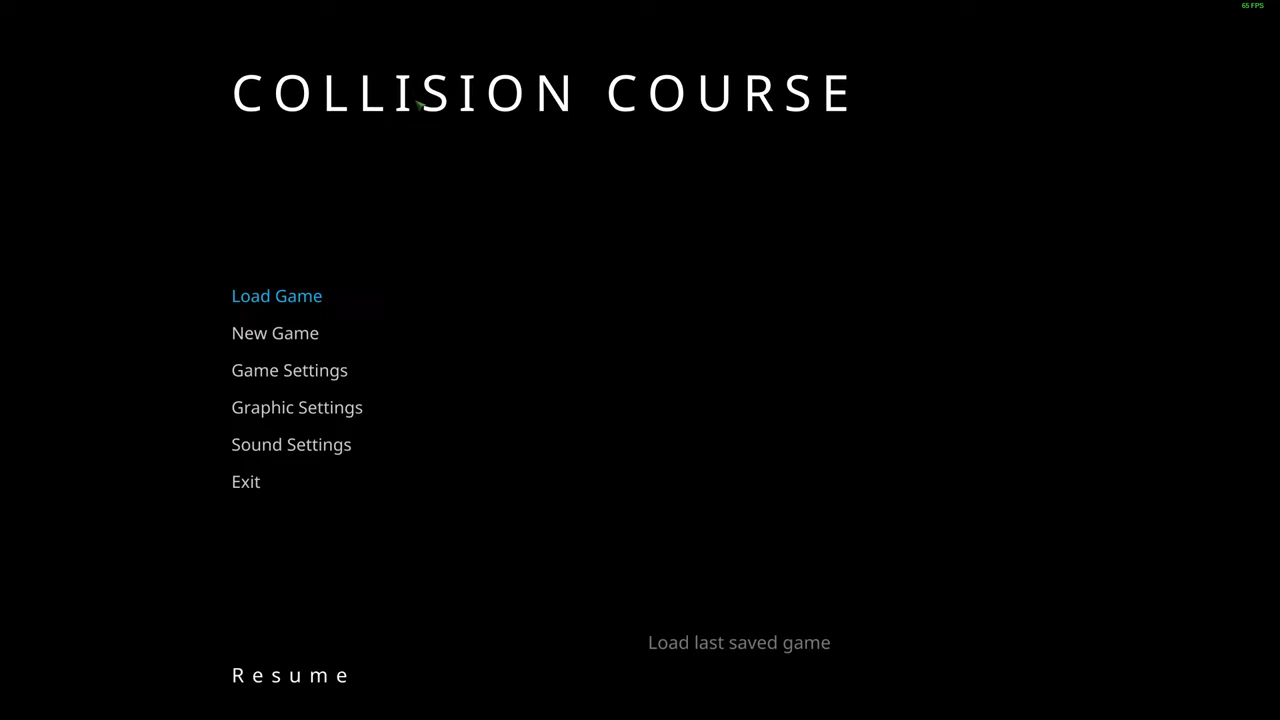 65 FPS
COLLISION COURSE
Load Game
New Game
Game Settings
Graphic Settings
Sound Settings
Exit
Load last saved game
Resume